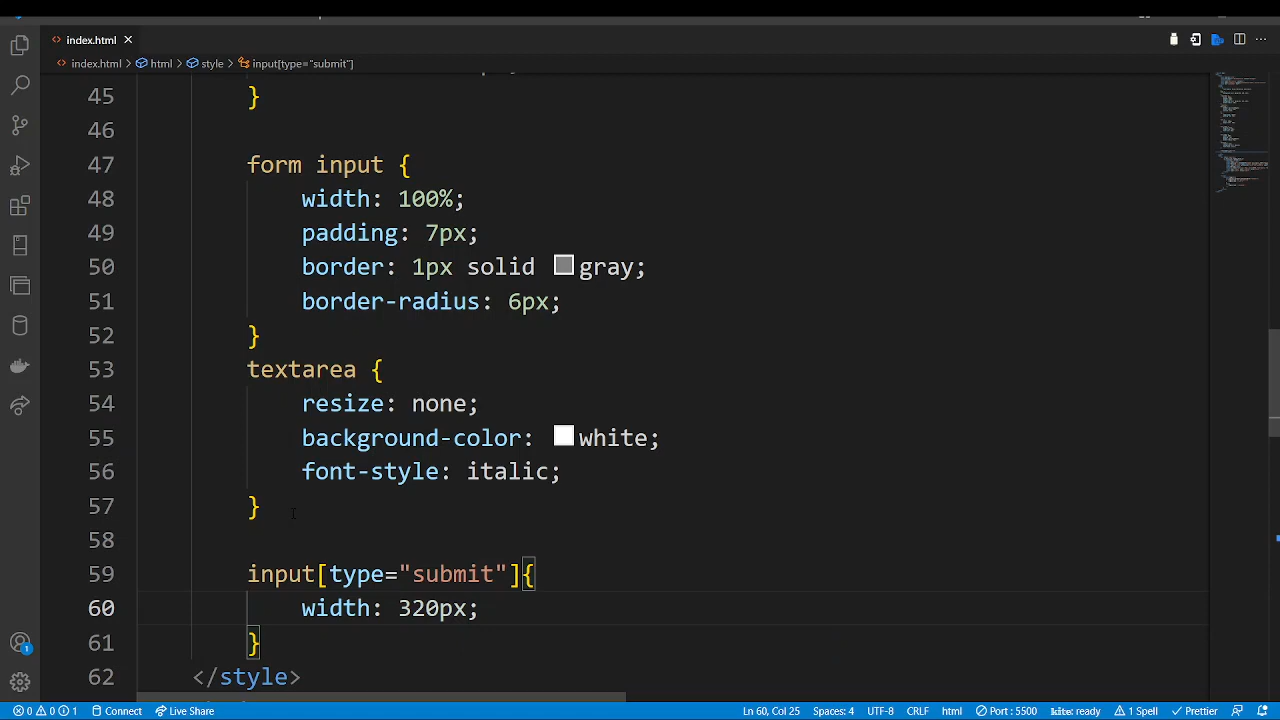 index.html
index.html > html > style > input[type="submit"]
45 }
46
47 form input {
48 width: 100%;
49 padding: 7px;
50 border: 1px solid gray;
51 border-radius: 6px;
52 }
53 textarea {
54 resize: none;
55 background-color: white;
56 font-style: italic;
57 }
58
59 input[type="submit"]{
60 width: 320px;
61 }
62 </style>
1
0 0 1 Connect Live Share Ln 60, Col 25 Spaces: 4 UTF-8 CRLF html Port : 5500 kite: ready 1 Spell Prettier